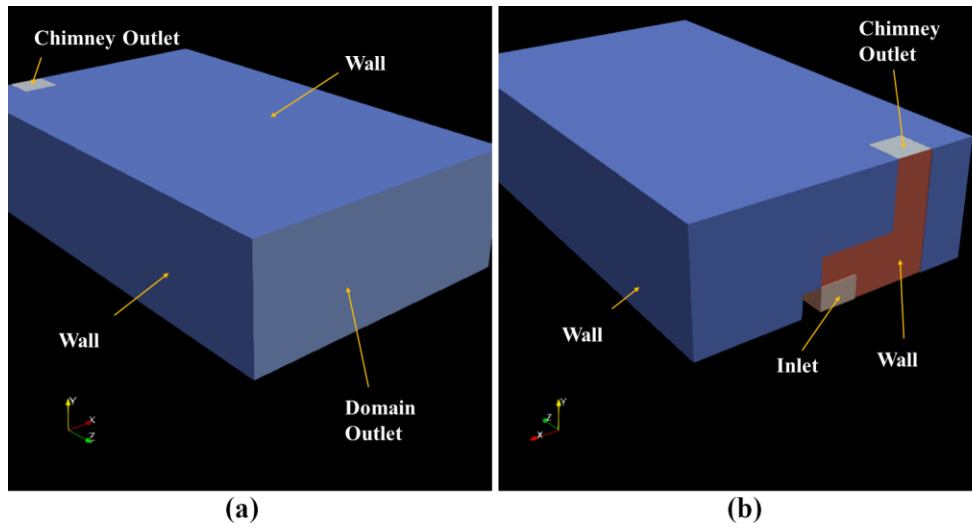 Chimney Outlet
Wall
Wall
Domain
Outlet
Y
X
Z
(a)
Chimney
Outlet
Wall
Inlet
Wall
Y
Z
X
(b)